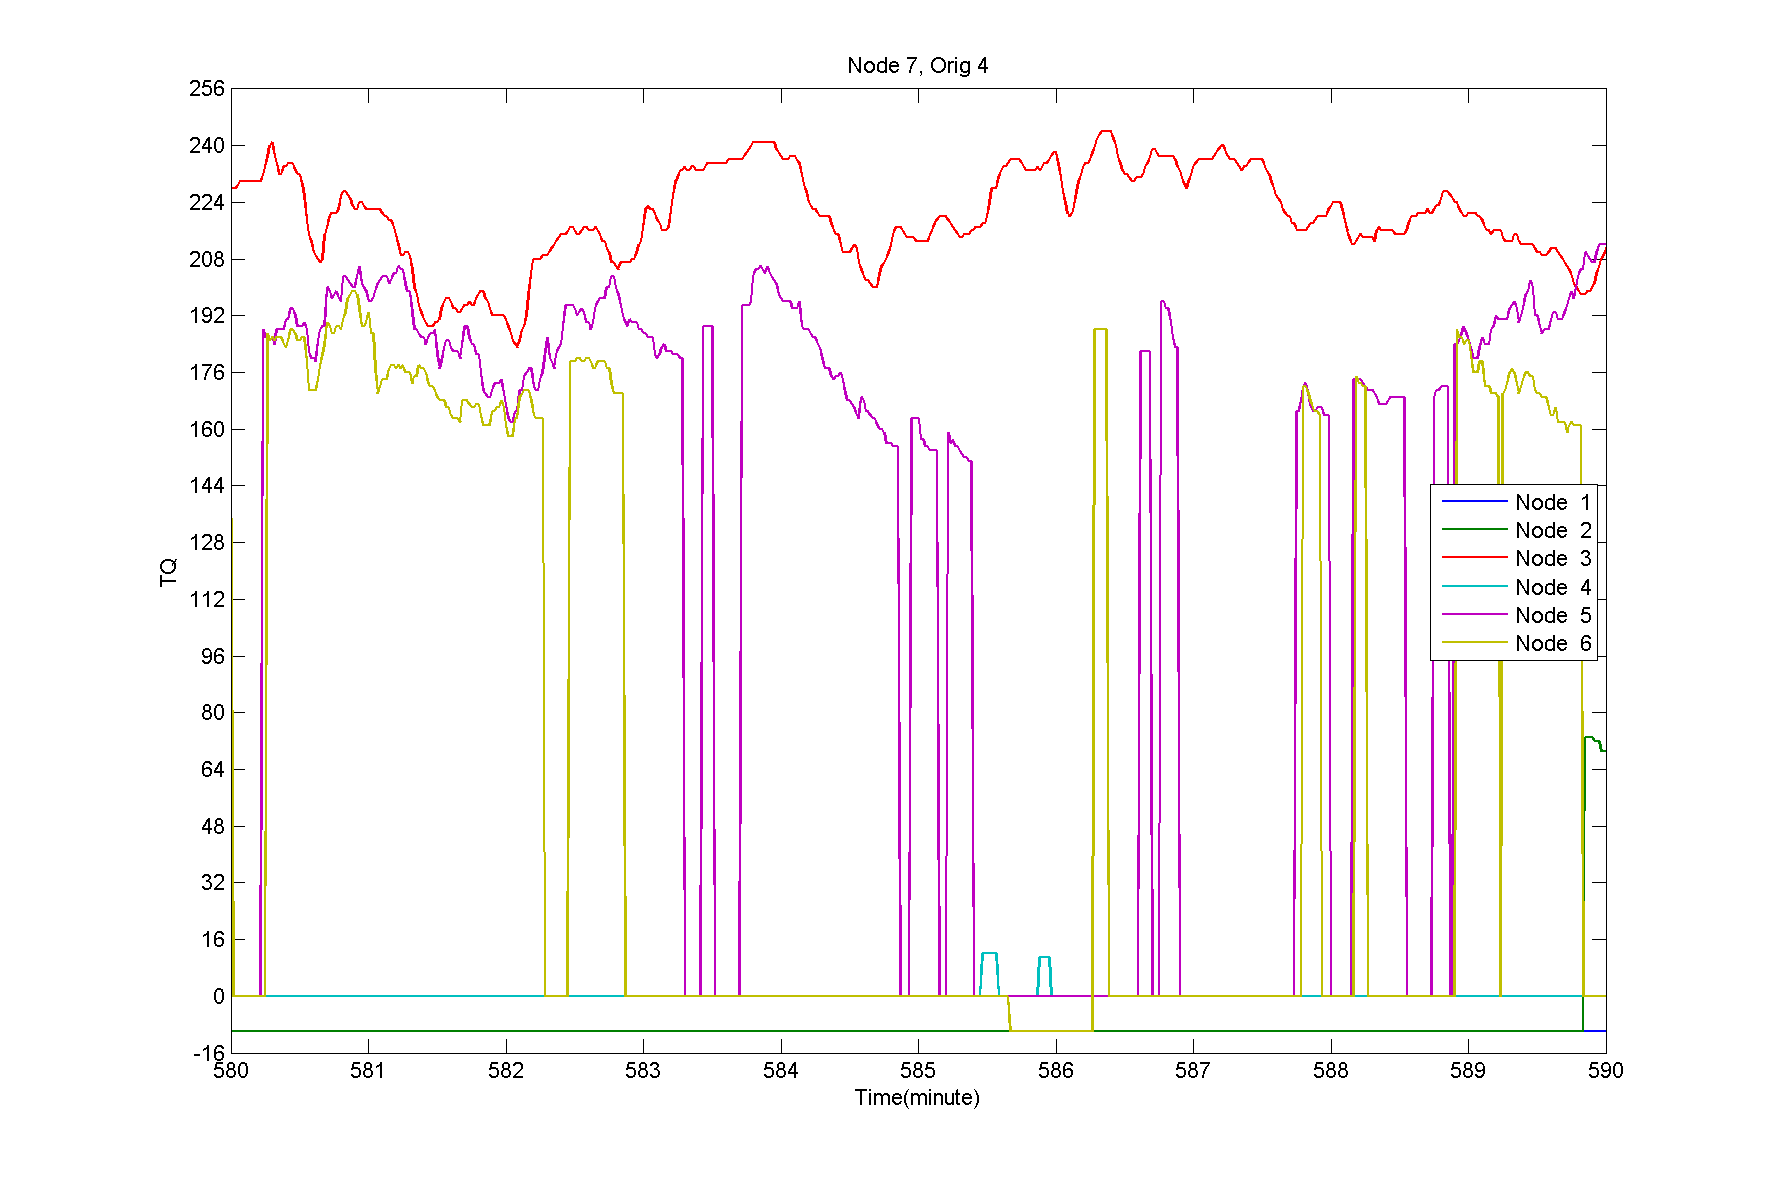 Node 7, Orig 4
256
240
224
208
192
176
160
144
128
112
96
80
64
48
32
16
0
-16
TQ
Node 1
Node 2
Node 3
Node 4
Node 5
Node 6
580 581 582 583 584 585 586 587 588 589 590
Time(minute)